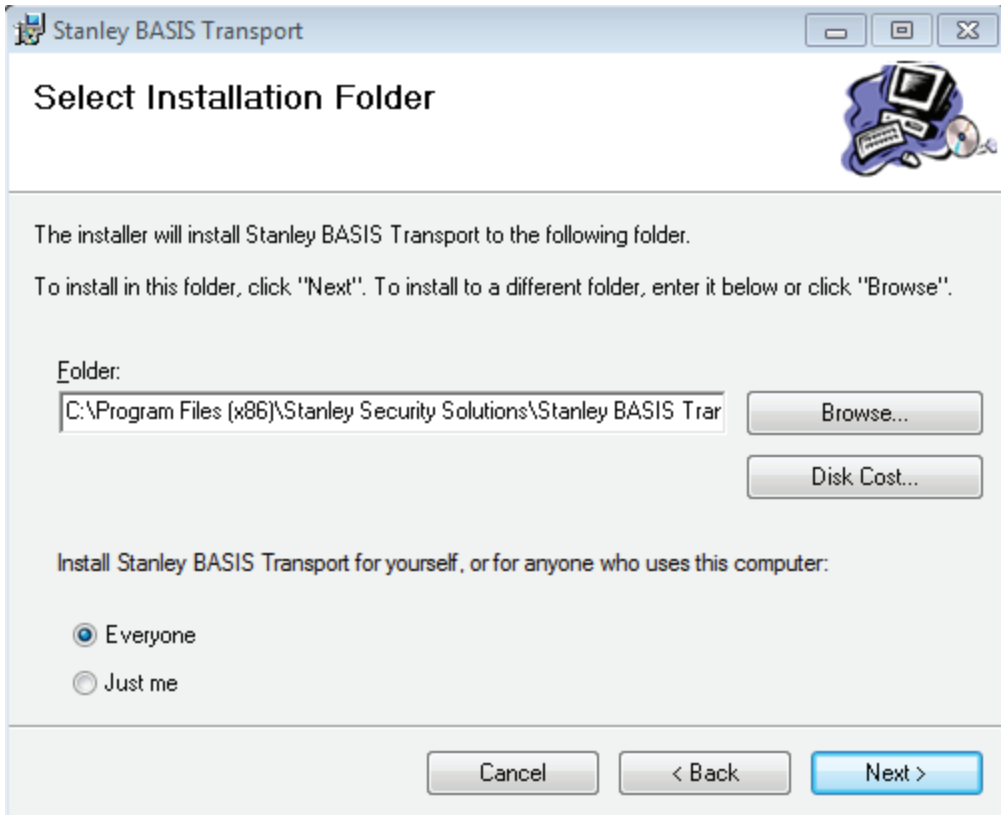 Stanley BASIS Transport
Select Installation Folder
The installer will install Stanley BASIS Transport to the following folder.
To install in this folder, click "Next". To install to a different folder, enter it below or click "Browse".
Folder:
C:\Program Files (x86)\Stanley Security Solutions\Stanley BASIS Trar
Browse...
Disk Cost...
Install Stanley BASIS Transport for yourself, or for anyone who uses this computer:
Everyone
Just me
Cancel
< Back
Next >